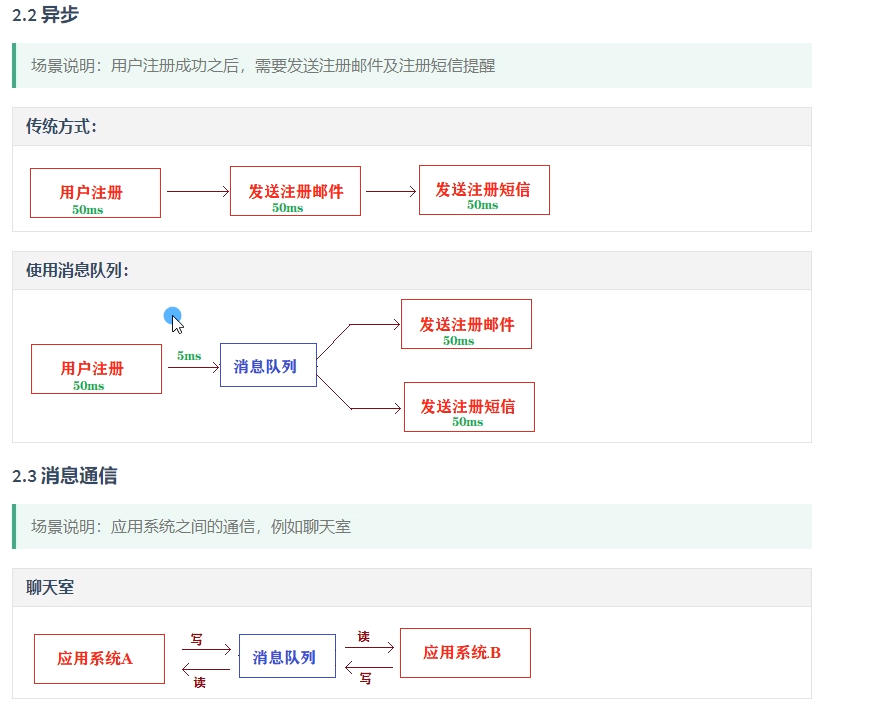 2.2 异步
场景说明：用户注册成功之后，需要发送注册邮件及注册短信提醒
传统方式：
用户注册
50ms
发送注册邮件
50ms
发送注册短信
50ms
使用消息队列：
用户注册
50ms
5ms
消息队列
发送注册邮件
50ms
发送注册短信
50ms
2.3 消息通信
场景说明：应用系统之间的通信，例如聊天室
聊天室
应用系统A
写
读
消息队列
读
写
应用系统B